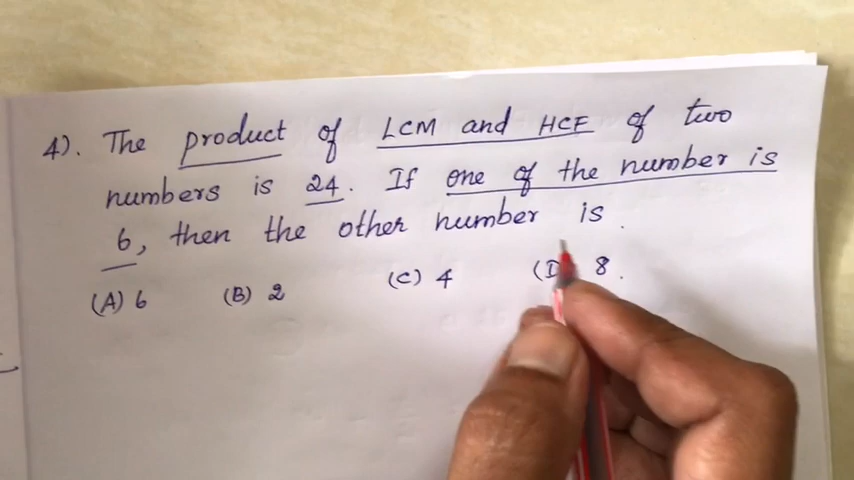 4). The product of LCM and HCF of two
numbers is 24. If one of the number is
6, then the other number is.
(A) 6 (B) 2 (C) 4 (D) 8.